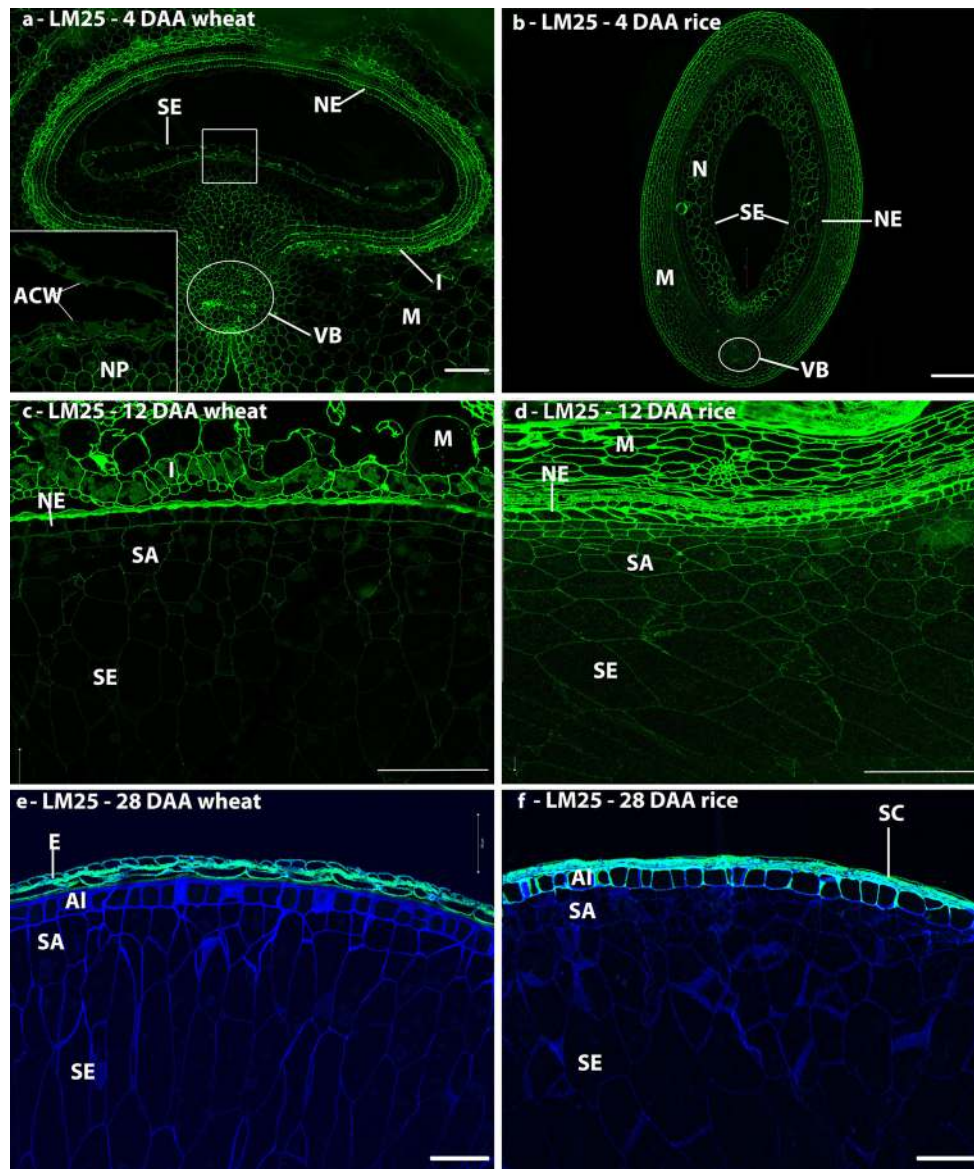 a - LM25 - 4 DAA wheat
SE
NE
ACW
NP
VB
I
M
b - LM25 - 4 DAA rice
N
SE
NE
M
VB
c - LM25 - 12 DAA wheat
M
I
NE
SA
SE
d - LM25 - 12 DAA rice
M
NE
SA
SE
e - LM25 - 28 DAA wheat
E
Al
SA
SE
f - LM25 - 28 DAA rice
SC
Al
SA
SE